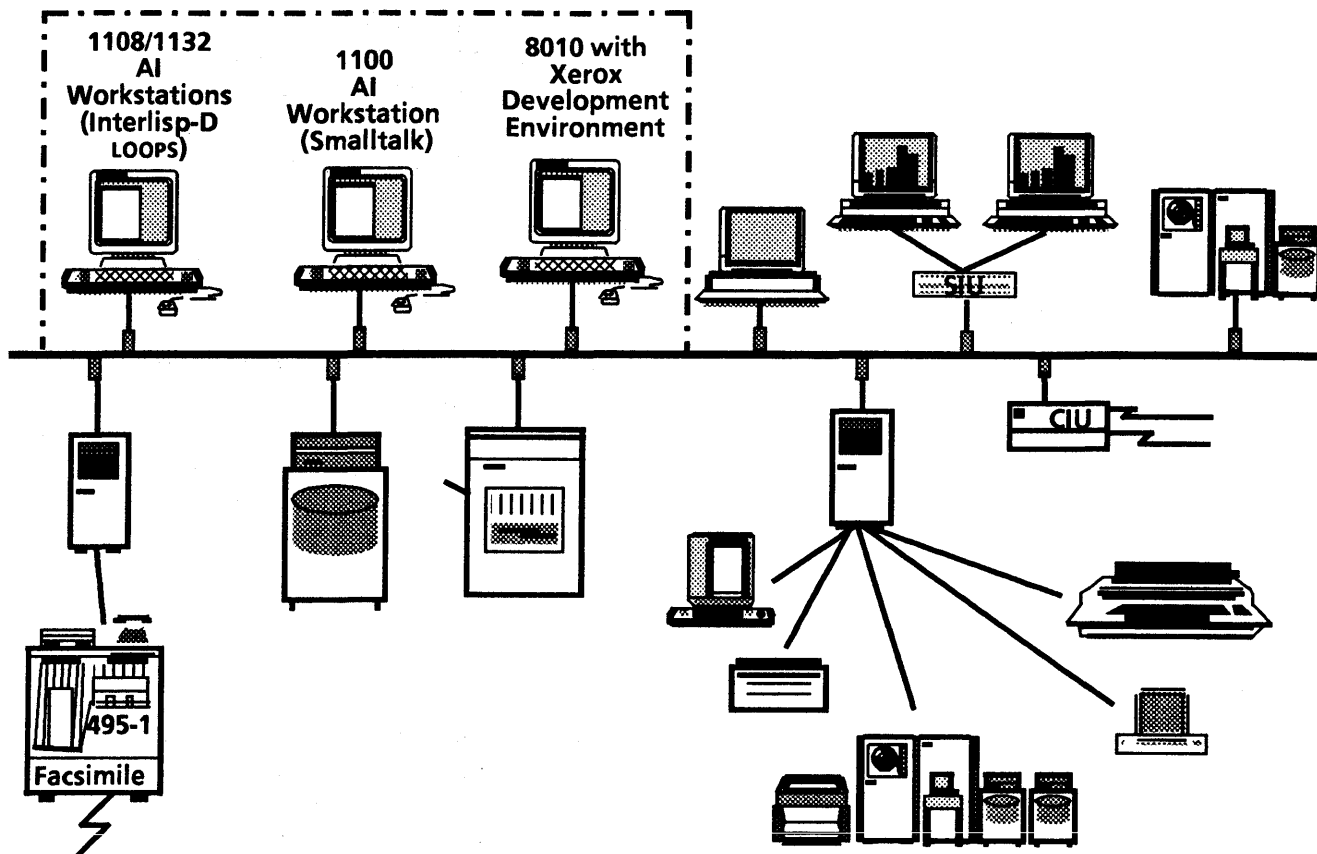 1108/1132
AI
Workstations
(Interlisp-D
LOOPS)
1100
AI
Workstation
(Smalltalk)
8010 with
Xerox
Development
Environment
SIU
CIU
495-1
Facsimile